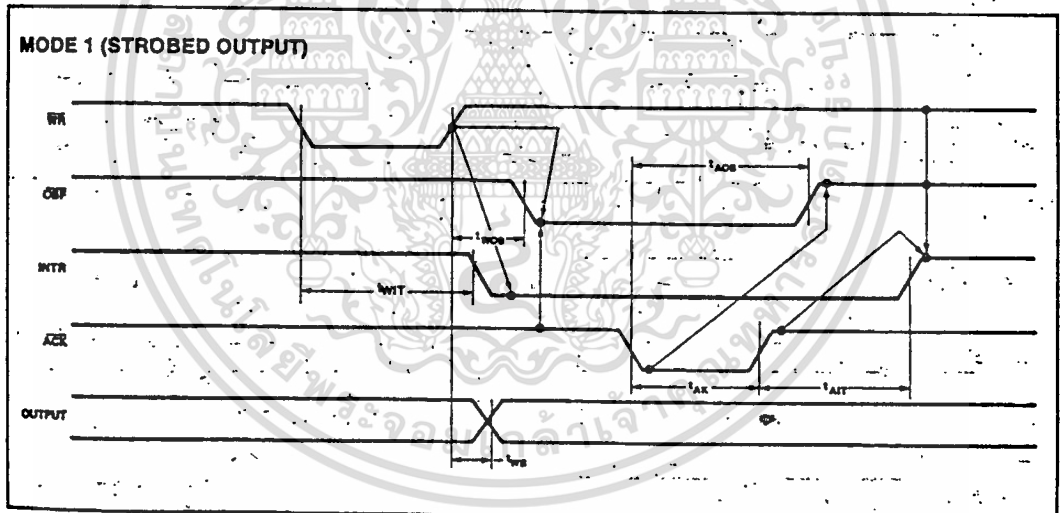 MODE 1 (STROBED OUTPUT)
WR
tAOB
OBF
tWOB
INTR
tWIT
ACK
tAK
tAIT
OUTPUT
tWB